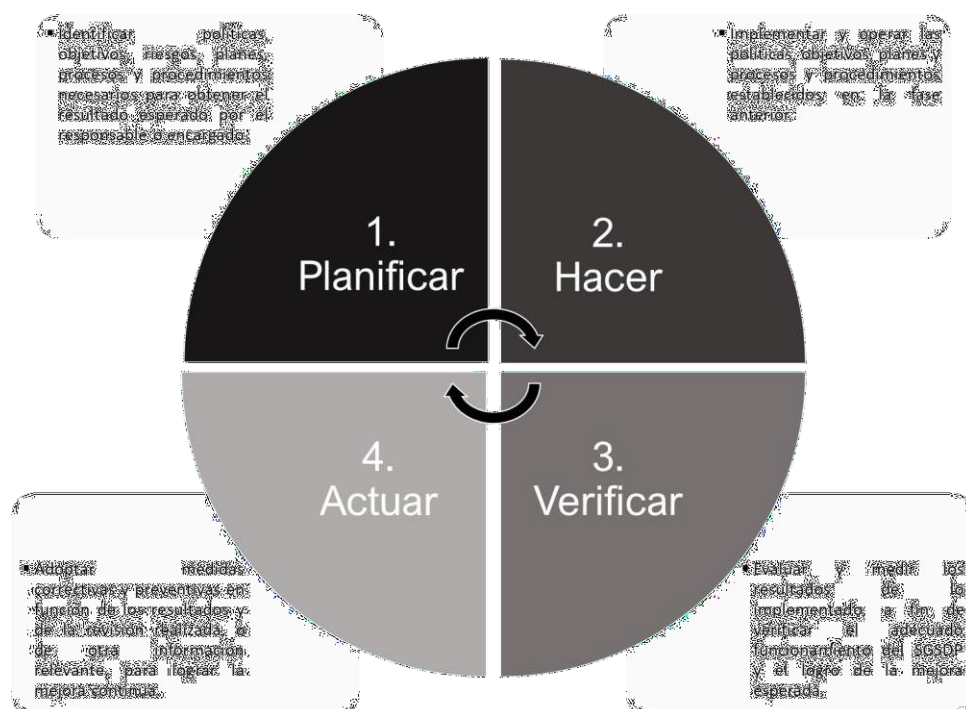 ▪ Identificar políticas,
objetivos, riesgos, planes,
procesos y procedimientos
necesarios para obtener el
resultado esperado por el
responsable o encargado.
▪ Implementar y operar las
políticas, objetivos, planes y
procesos y procedimientos
establecidos en la fase
anterior.
1.
Planificar
2.
Hacer
4.
Actuar
3.
Verificar
▪ Adoptar medidas
correctivas y preventivas en
función de los resultados y
de la revisión realizada, o
de otra información
relevante, para lograr la
mejora continua.
▪ Evaluar y medir los
resultados de lo
implementado a fin de
verificar el adecuado
funcionamiento del SGSDP
y el logro de la mejora
esperada.